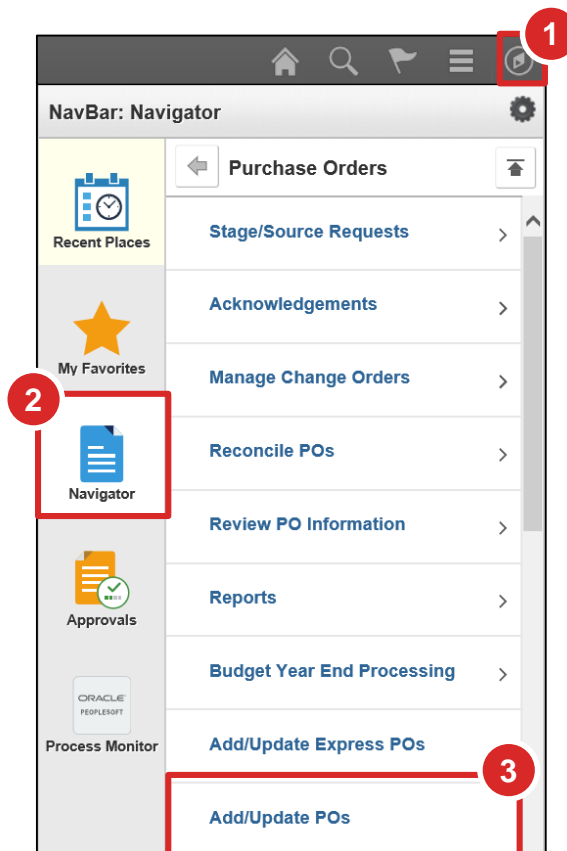 1
NavBar: Navigator
Purchase Orders
Recent Places
Stage/Source Requests
Acknowledgements
My Favorites
Manage Change Orders
2
Reconcile POs
Navigator
Review PO Information
Approvals
Reports
Budget Year End Processing
ORACLE'
PEOPLESOFT
Process Monitor
Add/Update Express POs
3
Add/Update POs